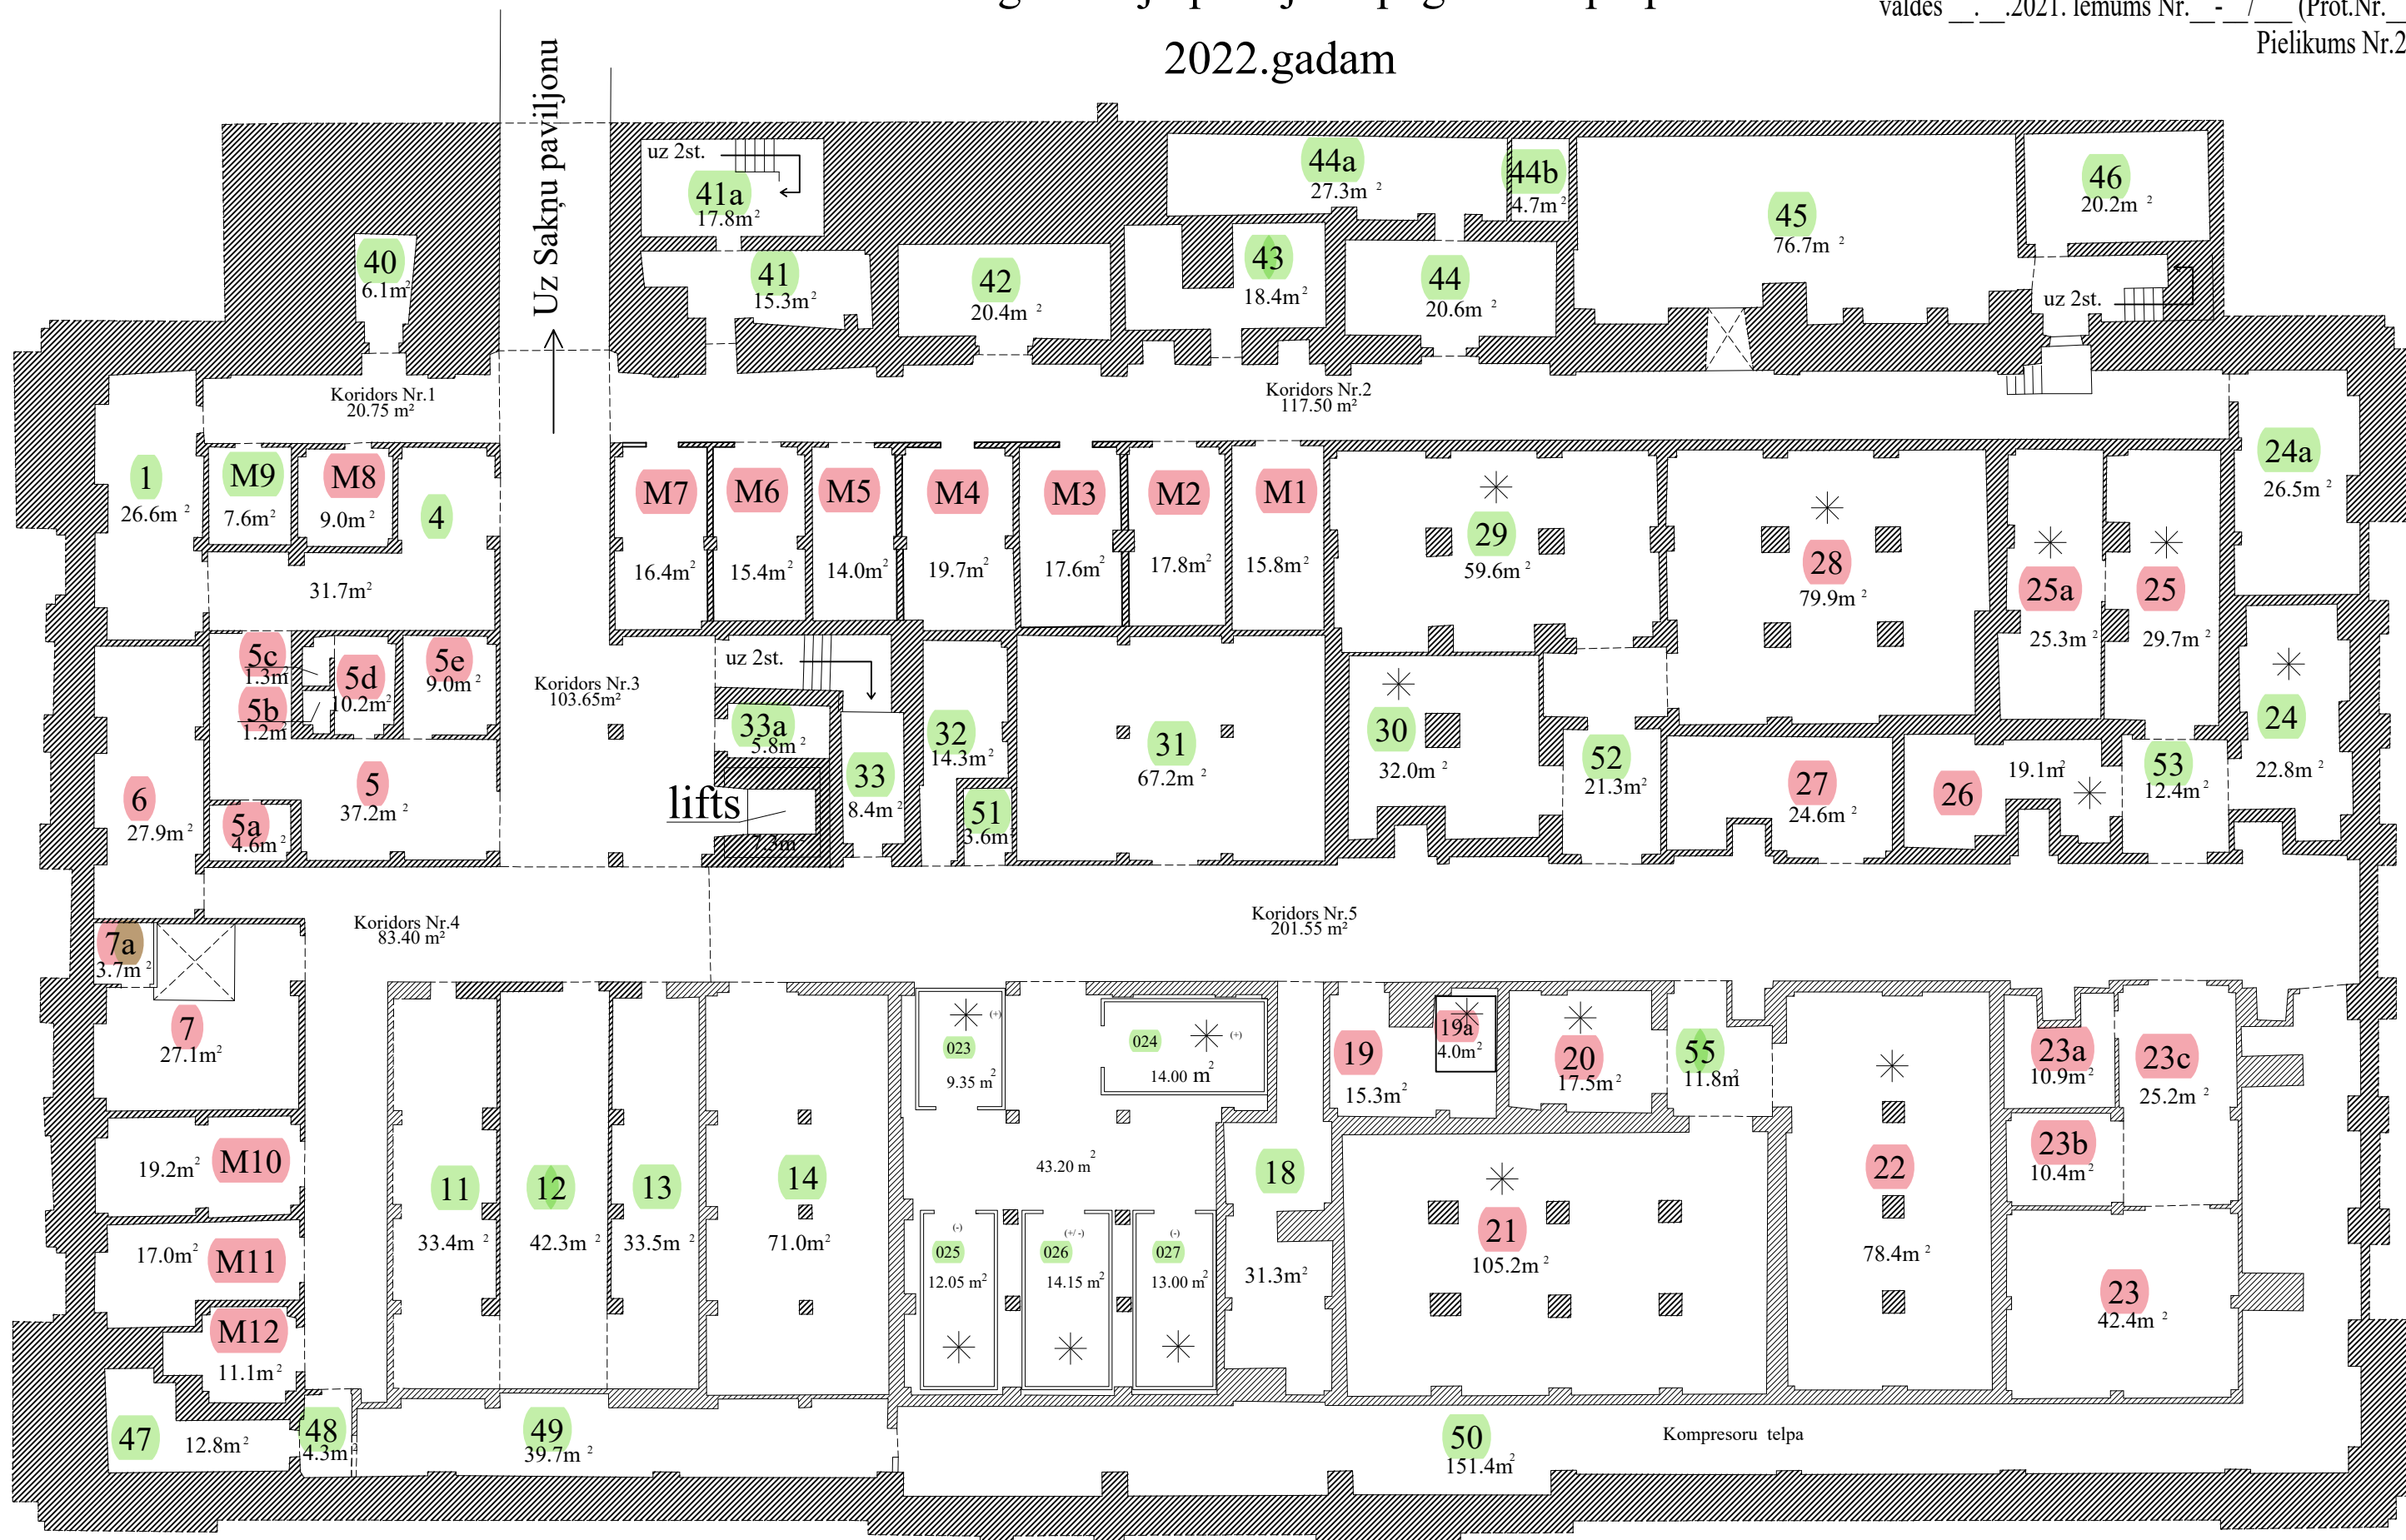 valdes __.__.2021. lēmums Nr.__-__/___ (Prot.Nr.__
2022.gadam
Pielikums Nr.2
Uz Sakņu paviljonu
uz 2st.
41a
17.8m²
44a
27.3m²
44b
4.7m²
45
76.7m²
46
20.2m²
40
6.1m²
41
15.3m²
42
20.4m²
43
18.4m²
44
20.6m²
uz 2st.
Koridors Nr.1
20.75 m²
Koridors Nr.2
117.50 m²
1
26.6m²
M9
7.6m²
M8
9.0m²
4
31.7m²
M7
16.4m²
M6
15.4m²
M5
14.0m²
M4
19.7m²
M3
17.6m²
M2
17.8m²
M1
15.8m²
29
59.6m²
28
79.9m²
25a
25.3m²
25
29.7m²
24a
26.5m²
5c
1.3m
5b
1.2m
5d
10.2m²
5e
9.0m²
Koridors Nr.3
103.65m²
uz 2st.
33a
5.8m²
33
8.4m²
32
14.3m²
51
3.6m²
31
67.2m²
30
32.0m²
52
21.3m²
27
24.6m²
26
19.1m²
53
12.4m²
24
22.8m²
6
27.9m²
5
37.2m²
5a
4.6m²
lifts
7.3m²
Koridors Nr.4
83.40 m²
Koridors Nr.5
201.55 m²
7a
3.7m²
7
27.1m²
M10
19.2m²
M11
17.0m²
M12
11.1m²
11
33.4m²
12
42.3m²
13
33.5m²
14
71.0m²
023
(+)
9.35 m²
024
(+)
14.00 m²
43.20 m²
(-)
025
12.05 m²
(+/-)
026
14.15 m²
(-)
027
13.00 m²
18
31.3m²
19
15.3m²
19a
4.0m²
20
17.5m²
55
11.8m²
21
105.2m²
22
78.4m²
23a
10.9m²
23b
10.4m²
23c
25.2m²
23
42.4m²
47
12.8m²
48
4.3m²
49
39.7m²
50
151.4m²
Kompresoru telpa